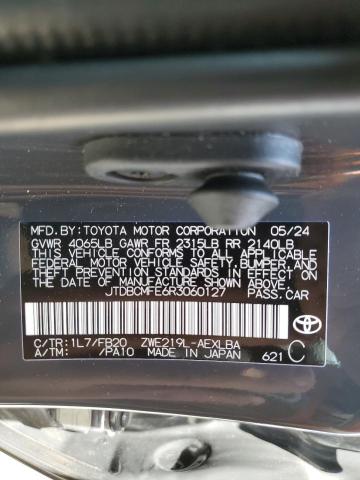 MFD.BY:TOYOTA MOTOR CORPORATION 05/24
GVWR 4065LB GAWR FR 2315LB RR 2140LB
THIS VEHICLE CONFORMS TO ALL APPLICABLE
FEDERAL MOTOR VEHICLE SAFETY, BUMPER, AND
THEFT PREVENTION STANDARDS IN EFFECT ON
THE DATE OF MANUFACTURE SHOWN ABOVE.
JTDBCMFE6R3060127 PASS.CAR
C/TR:1L7/FB20 ZWE219L-AEXLBA
A/TM: /PA10 MADE IN JAPAN 621 C